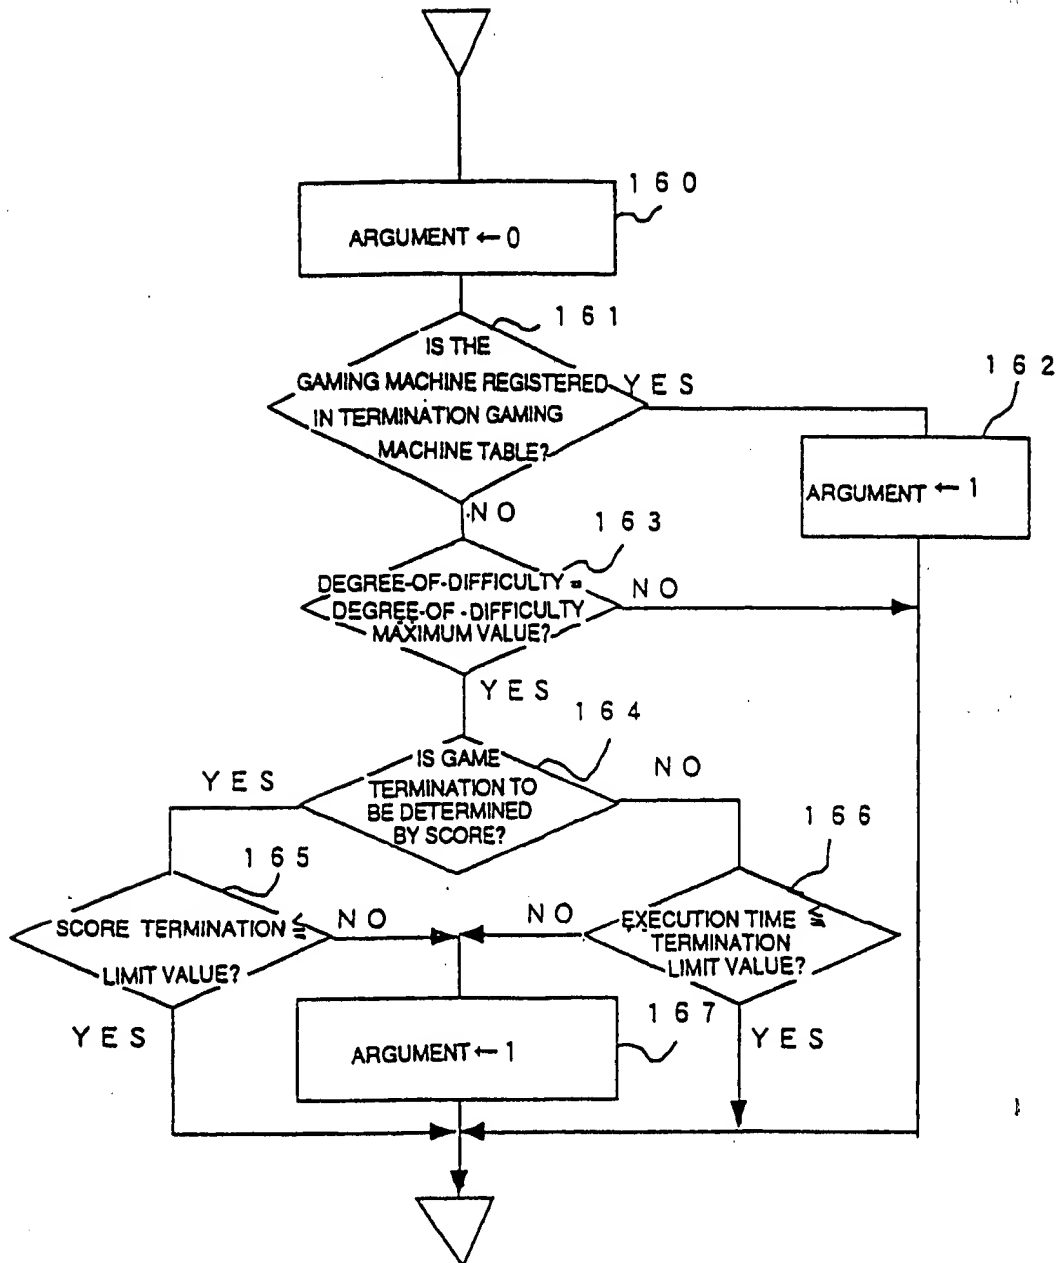 160
ARGUMENT ← 0
161
IS THE
GAMING MACHINE REGISTERED
IN TERMINATION GAMING
MACHINE TABLE?
YES
162
ARGUMENT ← 1
NO
163
DEGREE-OF-DIFFICULTY =
DEGREE-OF-DIFFICULTY
MAXIMUM VALUE?
NO
YES
164
IS GAME
TERMINATION TO
BE DETERMINED
BY SCORE?
YES
NO
165
SCORE TERMINATION ≦
LIMIT VALUE?
NO
YES
166
EXECUTION TIME ≦
TERMINATION
LIMIT VALUE?
NO
YES
167
ARGUMENT ← 1